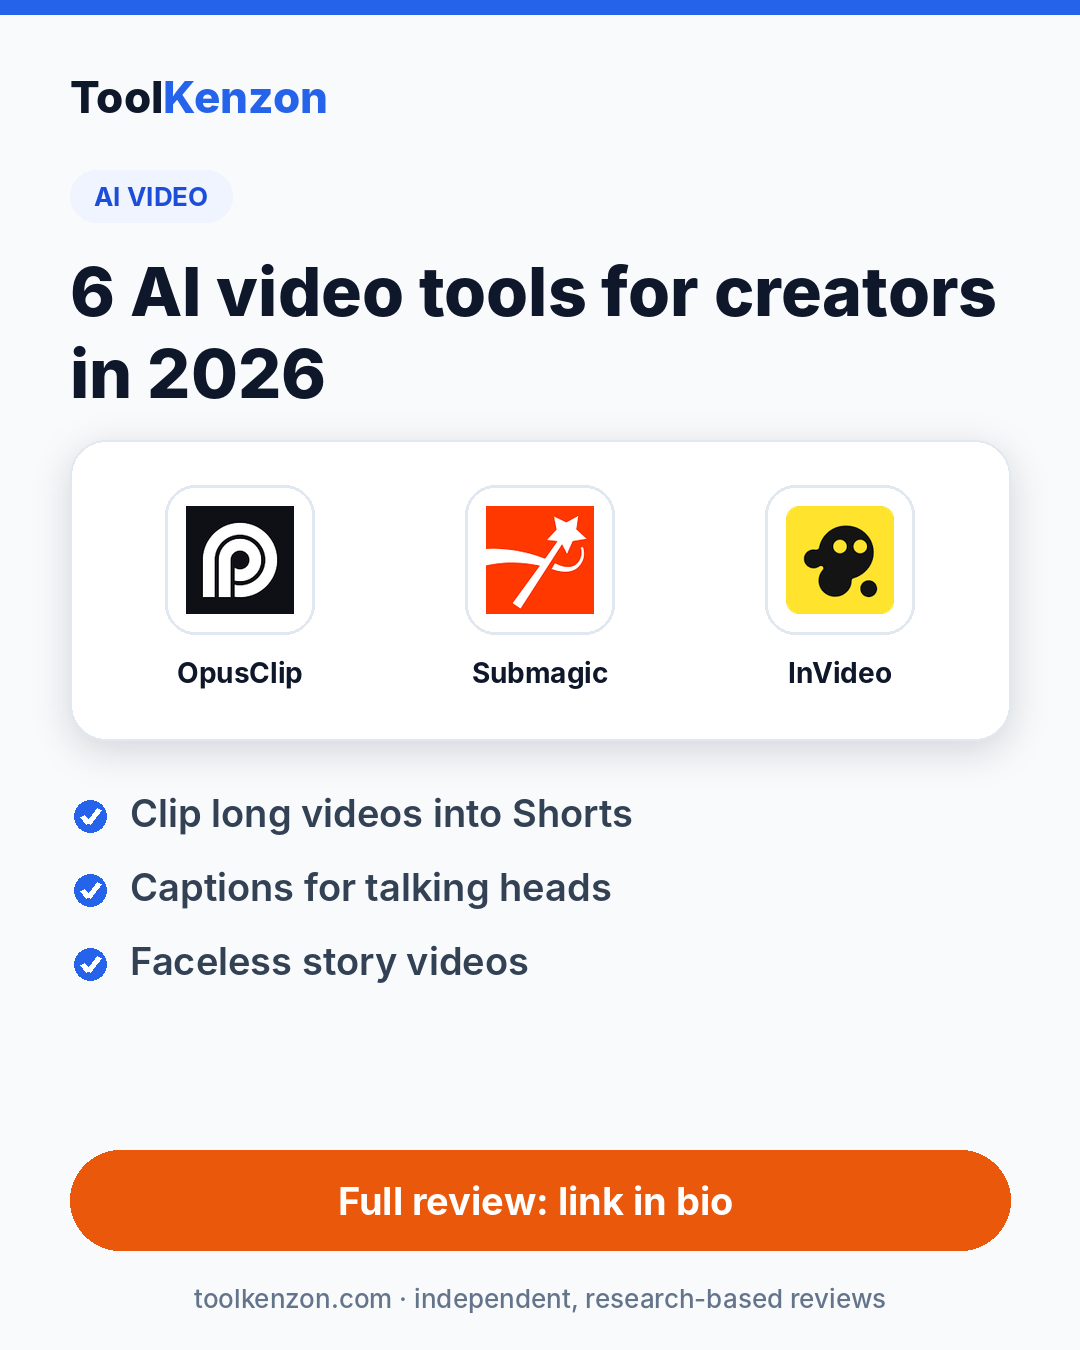 ToolKenzon
AI VIDEO
6 AI video tools for creators
in 2026
OpusClip
Submagic
InVideo
Clip long videos into Shorts
Captions for talking heads
Faceless story videos
Full review: link in bio
toolkenzon.com · independent, research-based reviews